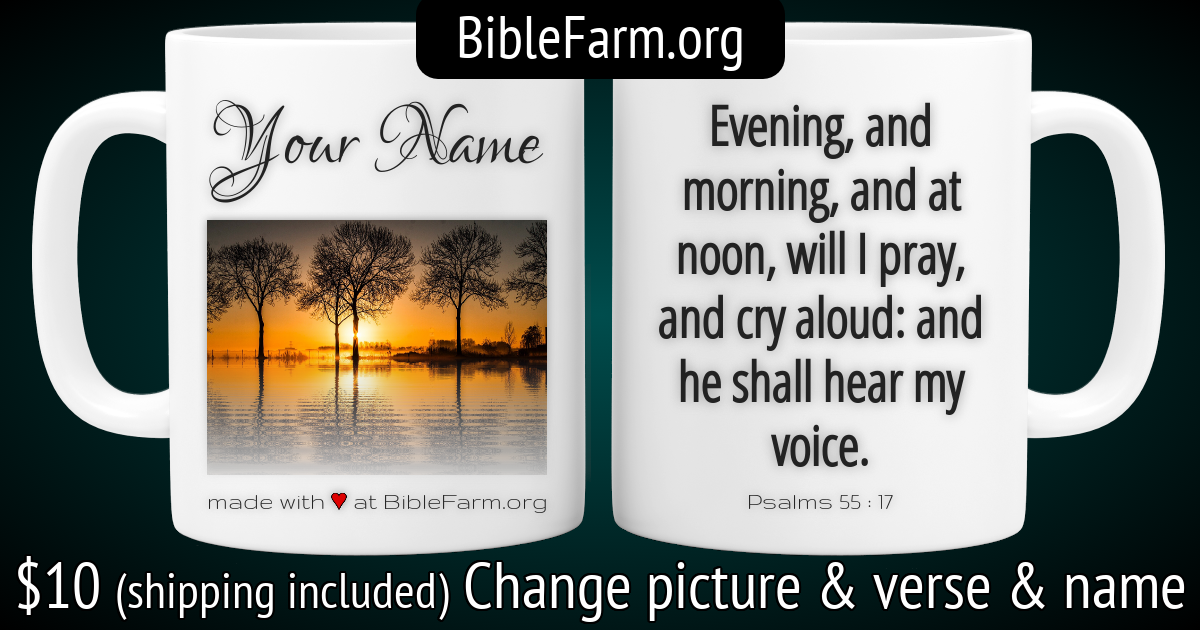 BibleFarm.org
Your Name
made with ♥ at BibleFarm.org
Evening, and
morning, and at
noon, will I pray,
and cry aloud: and
he shall hear my
voice.
Psalms 55 : 17
$10 (shipping included) Change picture & verse & name